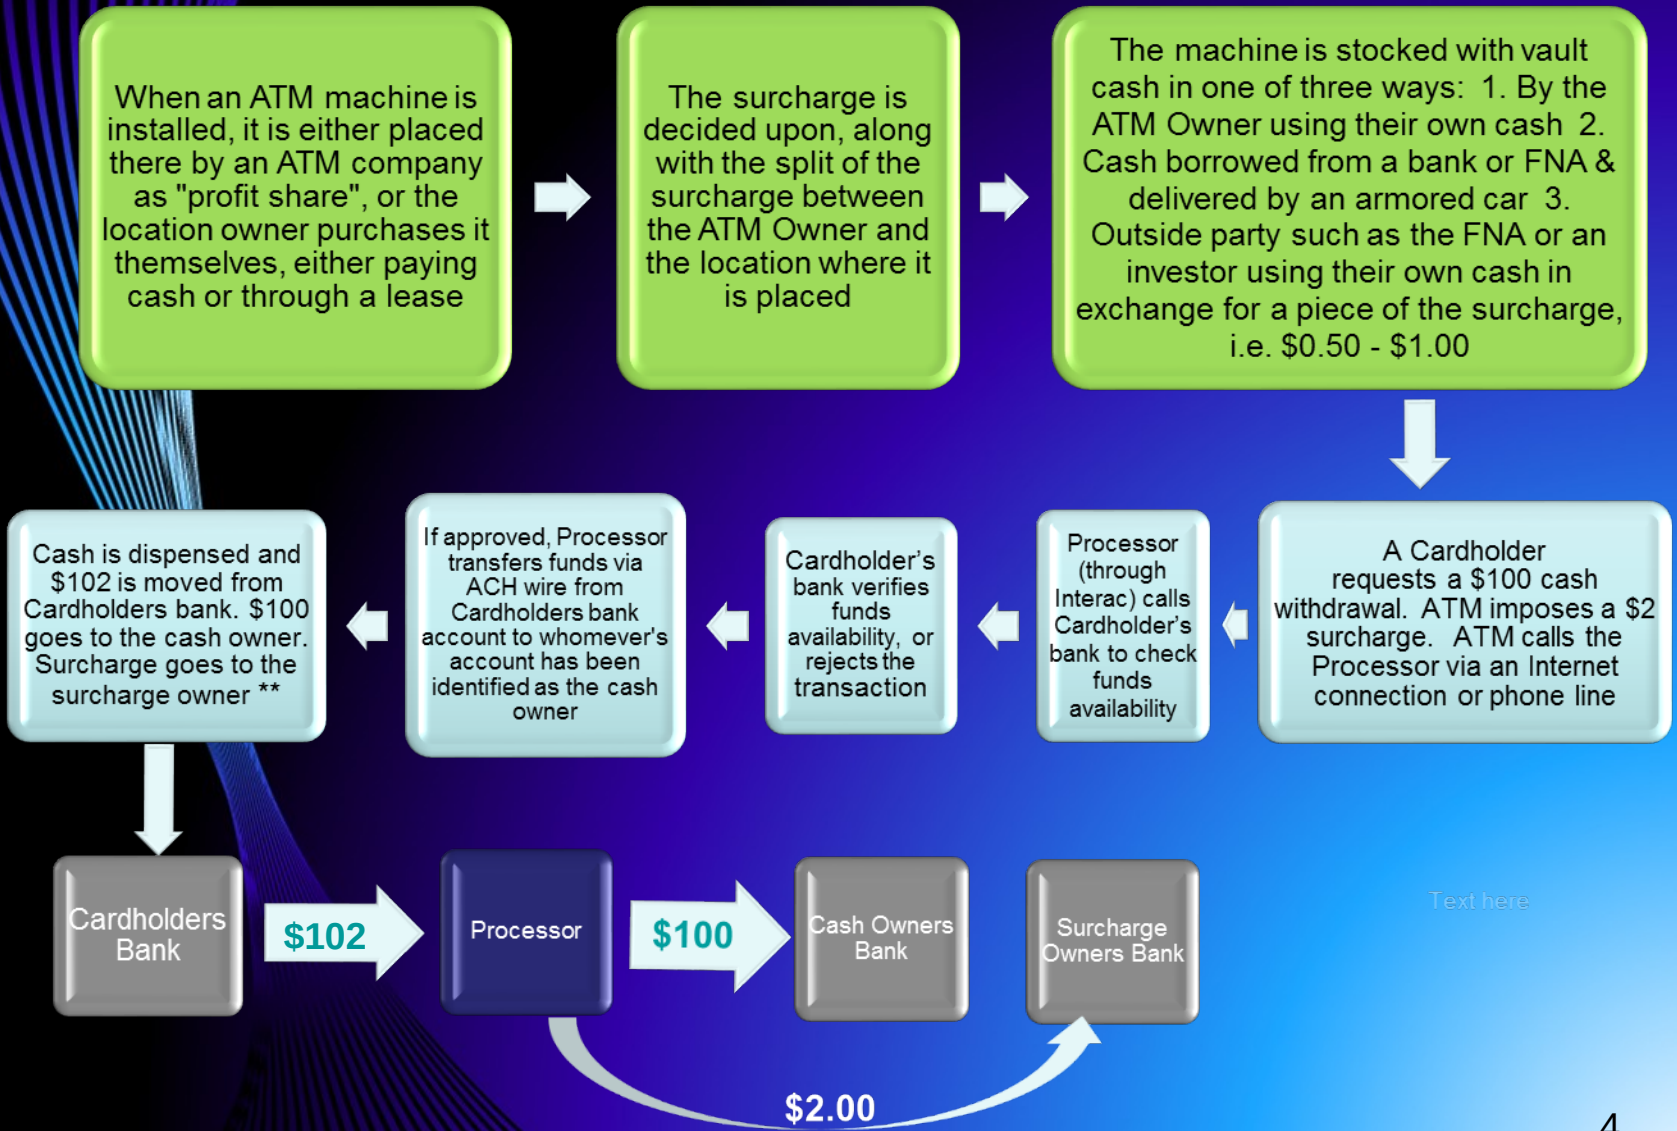 When an ATM machine is
installed, it is either placed
there by an ATM company
as "profit share", or the
location owner purchases it
themselves, either paying
cash or through a lease
The surcharge is
decided upon, along
with the split of the
surcharge between
the ATM Owner and
the location where it
is placed
The machine is stocked with vault
cash in one of three ways:  1. By the
ATM Owner using their own cash  2.
Cash borrowed from a bank or FNA &
delivered by an armored car  3.
Outside party such as the FNA or an
investor using their own cash in
exchange for a piece of the surcharge,
i.e. $0.50 - $1.00
A Cardholder
requests a $100 cash
withdrawal.  ATM imposes a $2
surcharge.   ATM calls the
Processor via an Internet
connection or phone line
Processor
(through
Interac) calls
Cardholder's
bank to check
funds
availability
Cardholder’s
bank verifies
funds
availability, or
rejects the
transaction
If approved, Processor
transfers funds via
ACH wire from
Cardholders bank
account to whomever's
account has been
identified as the cash
owner
Cash is dispensed and
$102 is moved from
Cardholders bank. $100
goes to the cash owner.
Surcharge goes to the
surcharge owner **
Cardholders
Bank
$102
Processor
$100
Cash Owners
Bank
Surcharge
Owners Bank
Text here
$2.00
4